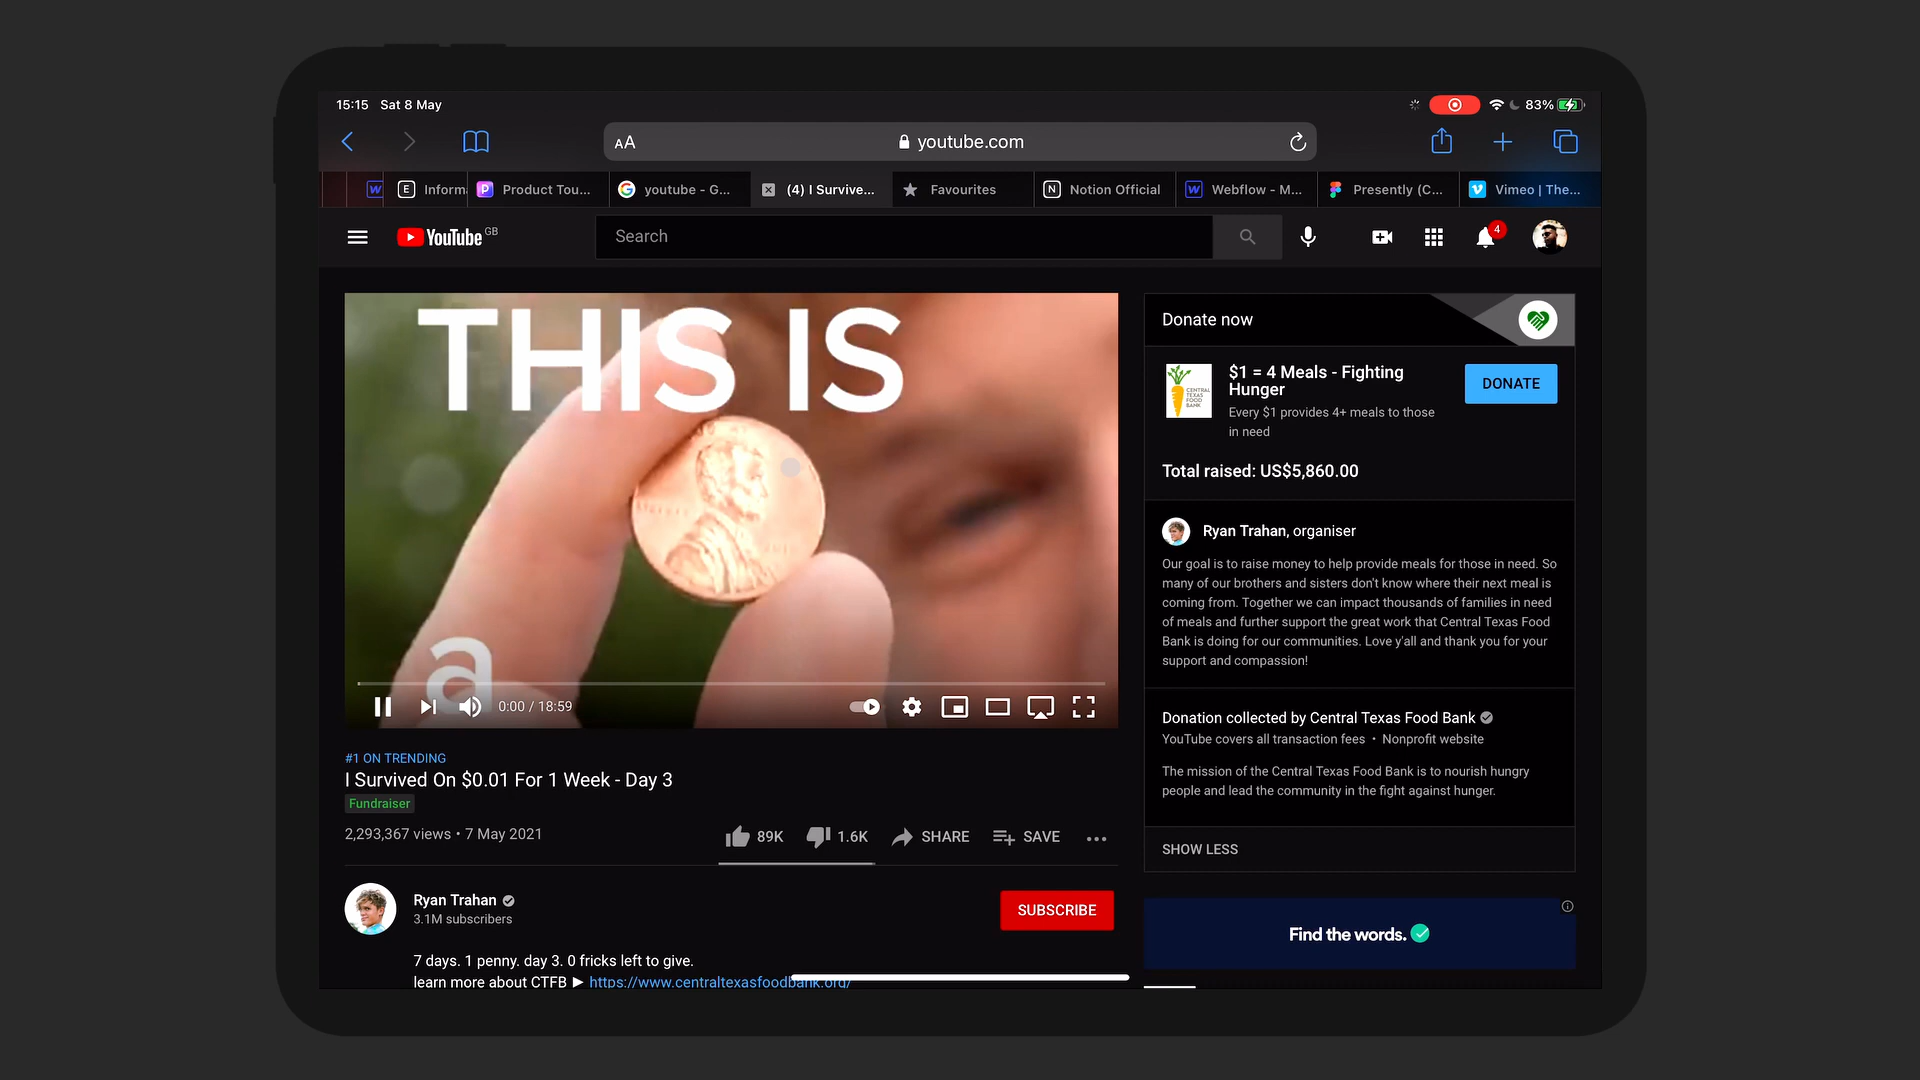 15:15 Sat 8 May
83%
AA
youtube.com
Inform
Product Tou...
youtube - G...
(4) I Survive...
Favourites
Notion Official
Webflow - M...
Presently (C...
Vimeo | The...
YouTube GB
Search
4
THIS IS
a
0:00 / 18:59
#1 ON TRENDING
I Survived On $0.01 For 1 Week - Day 3
Fundraiser
2,293,367 views • 7 May 2021
89K
1.6K
SHARE
SAVE
Ryan Trahan
3.1M subscribers
SUBSCRIBE
7 days. 1 penny. day 3. 0 fricks left to give.
learn more about CTFB ► https://www.centraltexasfoodbank.org/
Donate now
CENTRAL
TEXAS
FOOD
BANK
$1 = 4 Meals - Fighting
Hunger
Every $1 provides 4+ meals to those
in need
DONATE
Total raised: US$5,860.00
Ryan Trahan, organiser
Our goal is to raise money to help provide meals for those in need. So
many of our brothers and sisters don't know where their next meal is
coming from. Together we can impact thousands of families in need
of meals and further support the great work that Central Texas Food
Bank is doing for our communities. Love y'all and thank you for your
support and compassion!
Donation collected by Central Texas Food Bank
YouTube covers all transaction fees • Nonprofit website
The mission of the Central Texas Food Bank is to nourish hungry
people and lead the community in the fight against hunger.
SHOW LESS
Find the words.